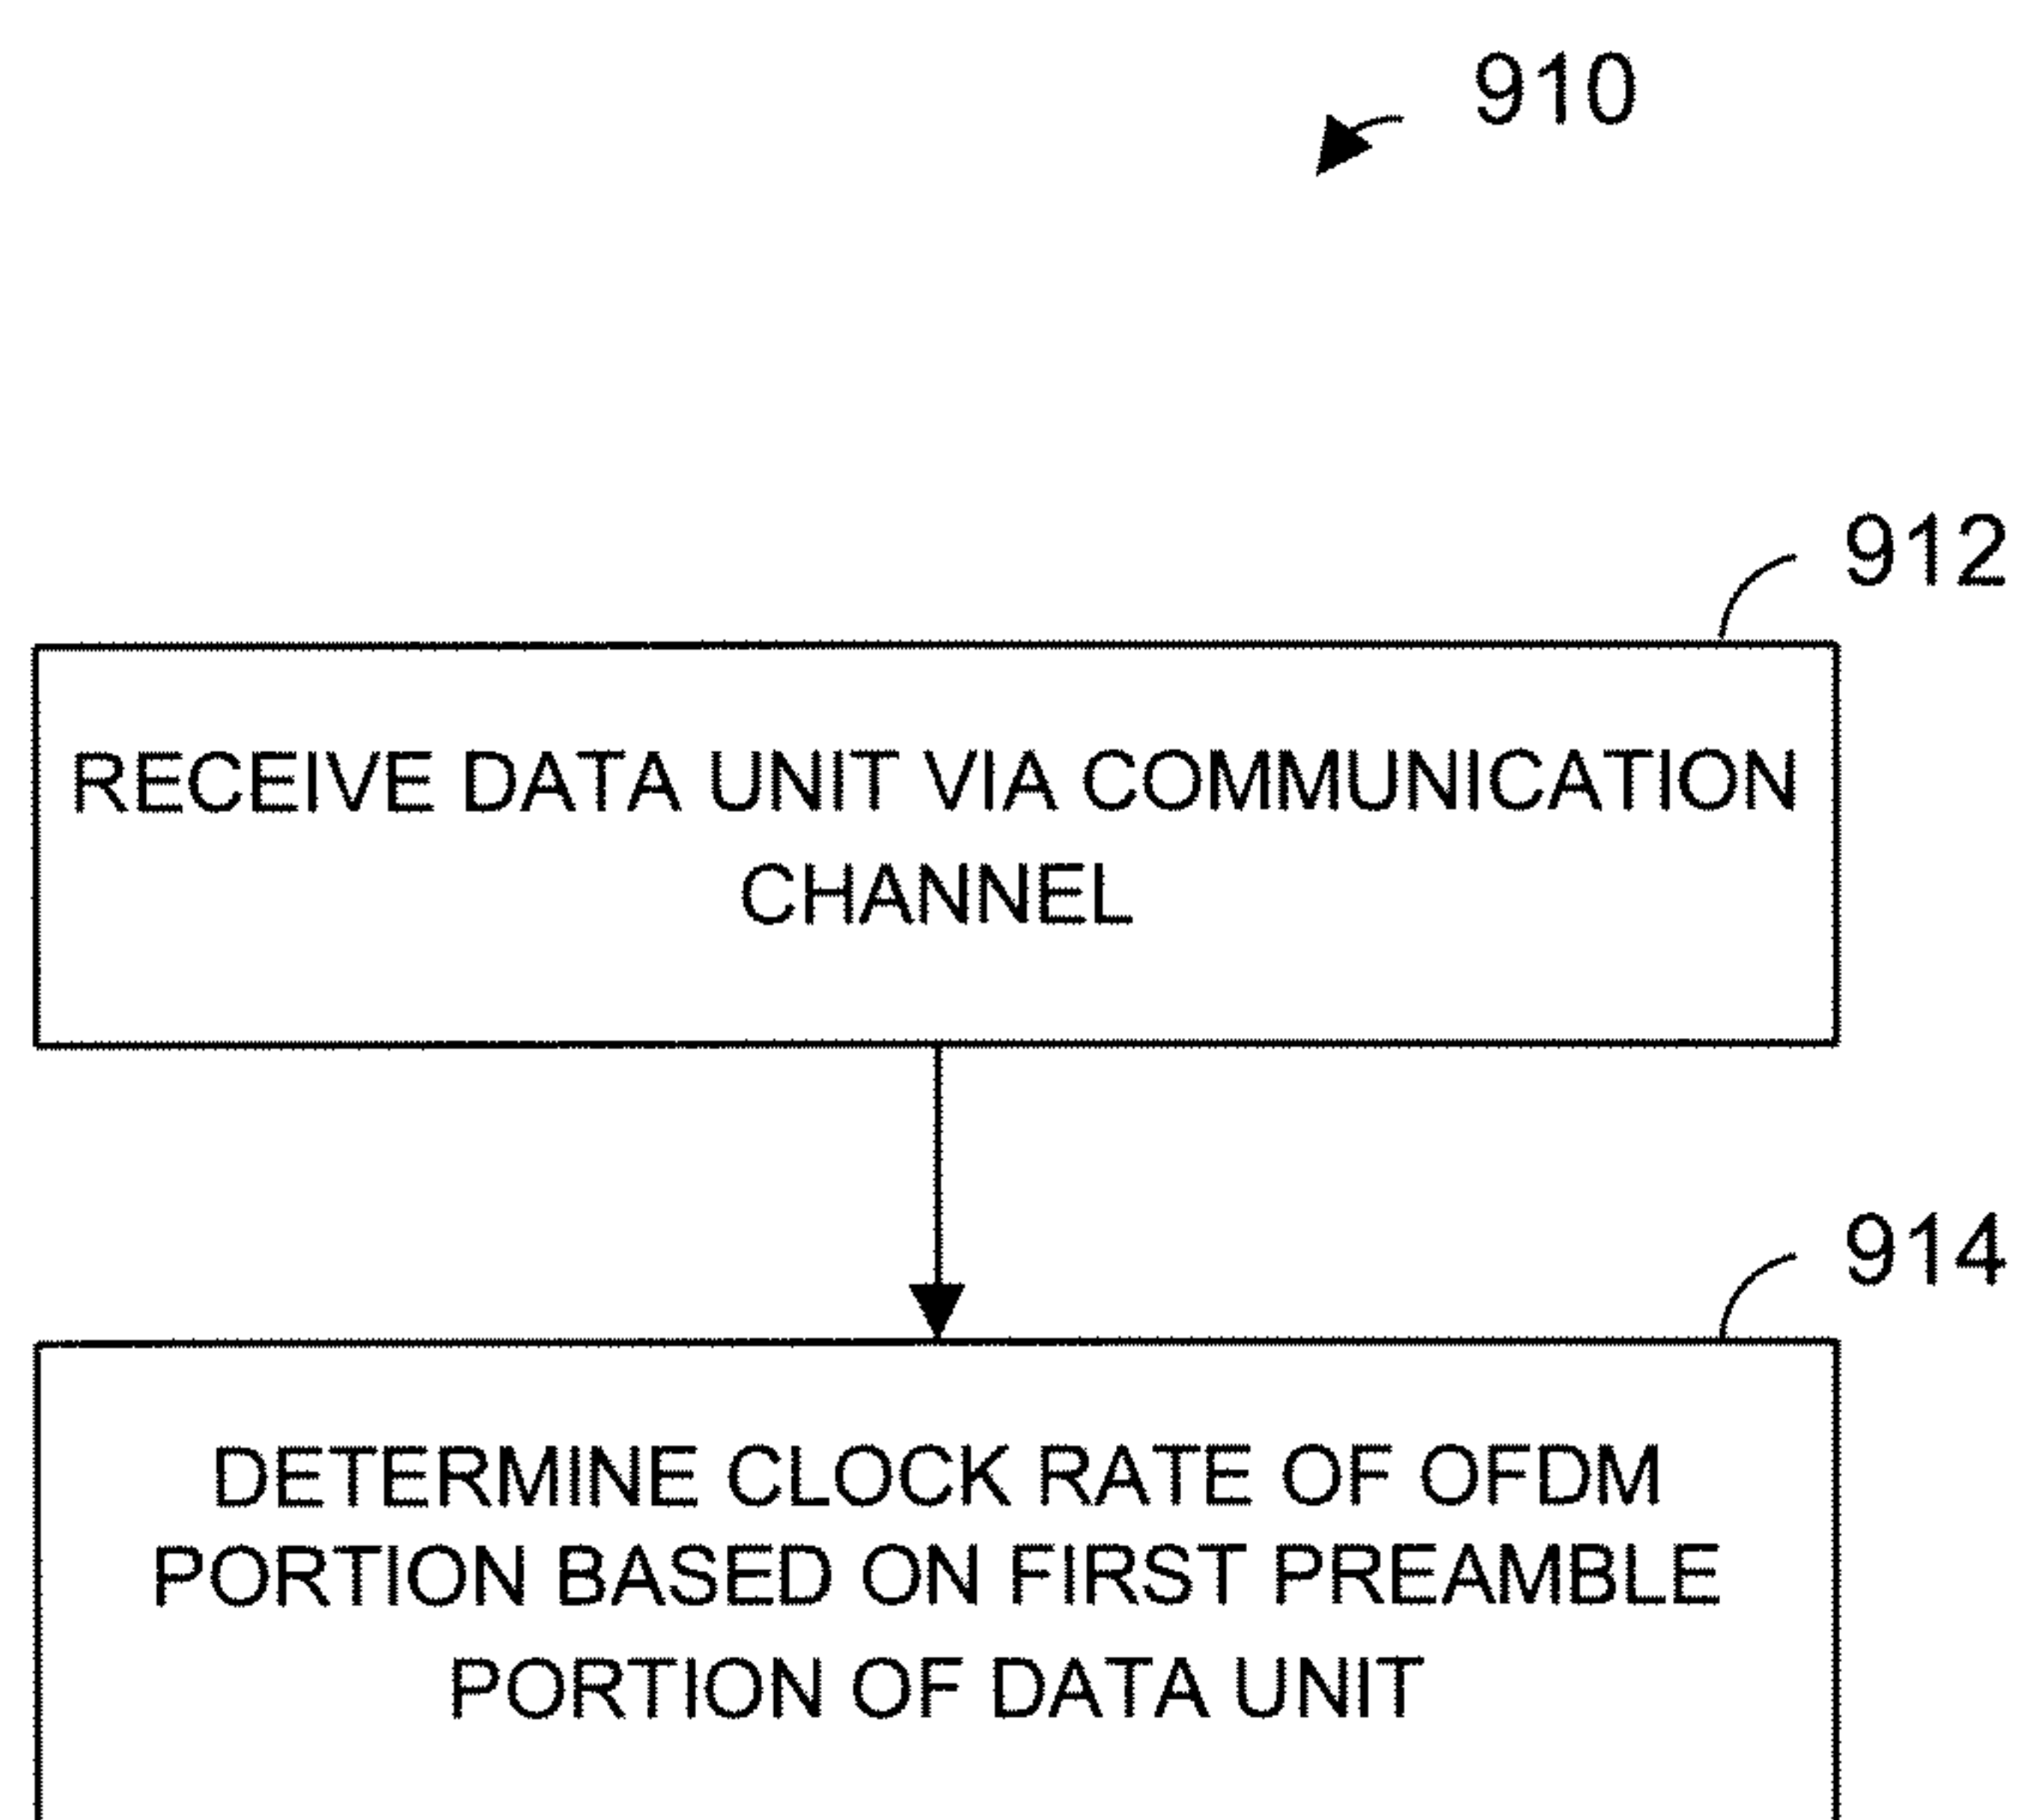 910
912
RECEIVE DATA UNIT VIA COMMUNICATION
CHANNEL
914
DETERMINE CLOCK RATE OF OFDM
PORTION BASED ON FIRST PREAMBLE
PORTION OF DATA UNIT